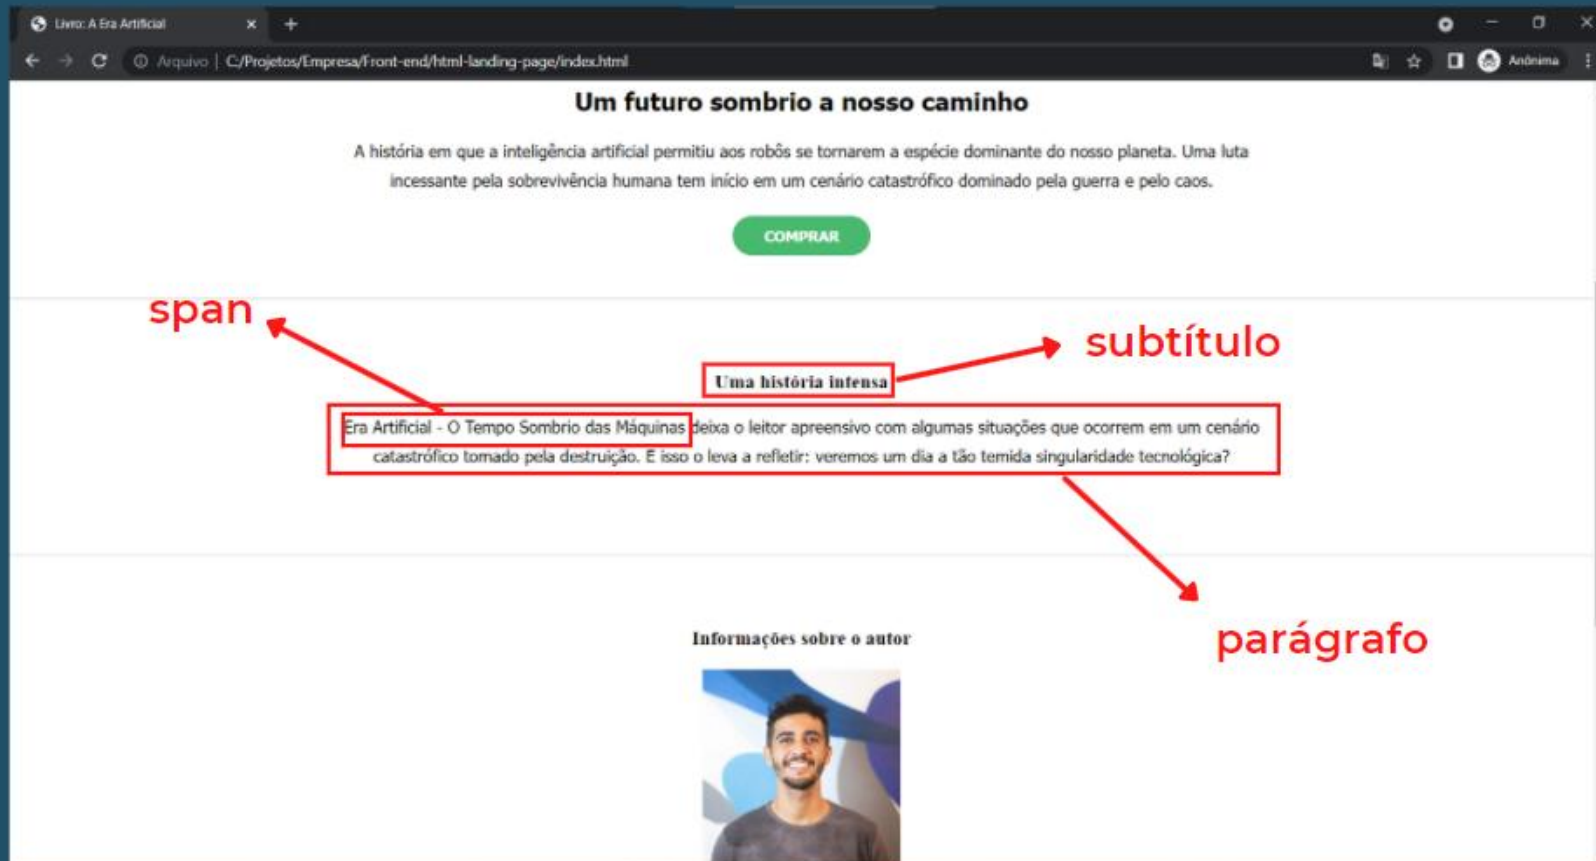 Livro: A Era Artificial
Arquivo | C:/Projetos/Empresa/Front-end/html-landing-page/index.html
Anônima
Um futuro sombrio a nosso caminho
A história em que a inteligência artificial permitiu aos robôs se tornarem a espécie dominante do nosso planeta. Uma luta
incessante pela sobrevivência humana tem início em um cenário catastrófico dominado pela guerra e pelo caos.
COMPRAR
span
subtítulo
Uma história intensa
Era Artificial - O Tempo Sombrio das Máquinas deixa o leitor apreensivo com algumas situações que ocorrem em um cenário
catastrófico tomado pela destruição. E isso o leva a refletir: veremos um dia a tão temida singularidade tecnológica?
parágrafo
Informações sobre o autor